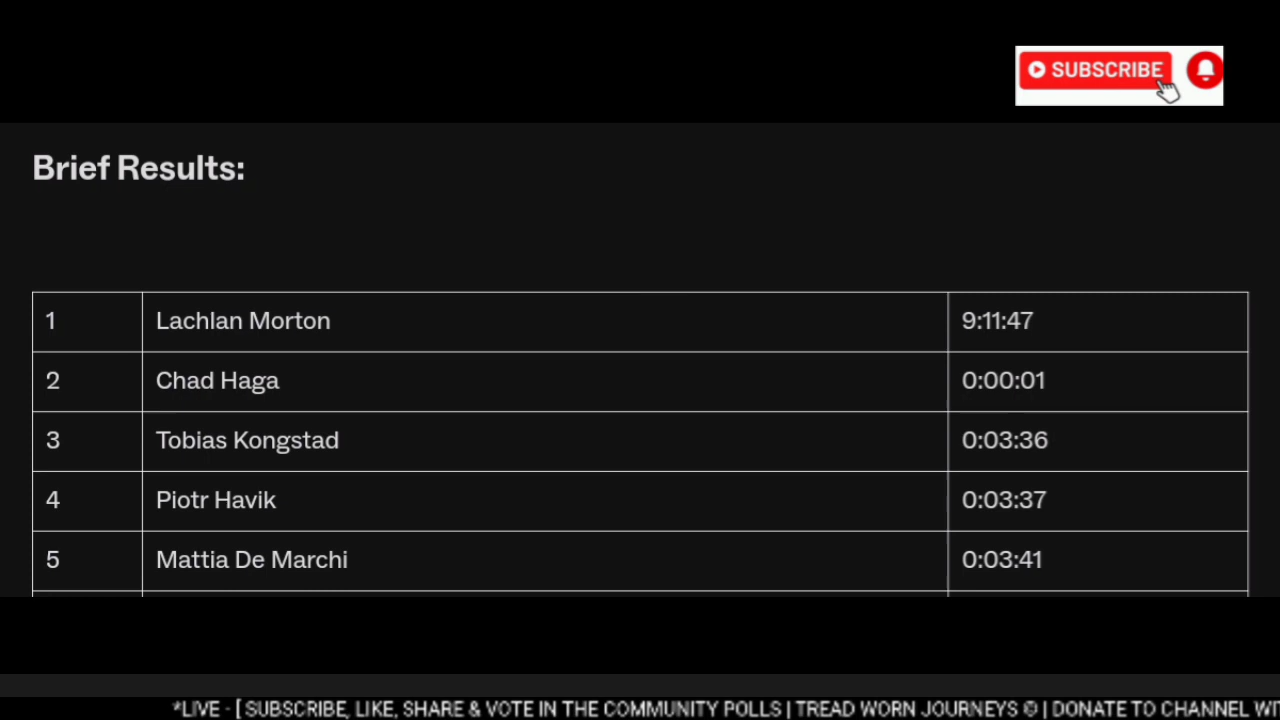 SUBSCRIBE
Brief Results:
1 Lachlan Morton 9:11:47
2 Chad Haga 0:00:01
3 Tobias Kongstad 0:03:36
4 Piotr Havik 0:03:37
5 Mattia De Marchi 0:03:41
*LIVE - [ SUBSCRIBE, LIKE, SHARE & VOTE IN THE COMMUNITY POLLS | TREAD WORN JOURNEYS © | DONATE TO CHANNEL WI